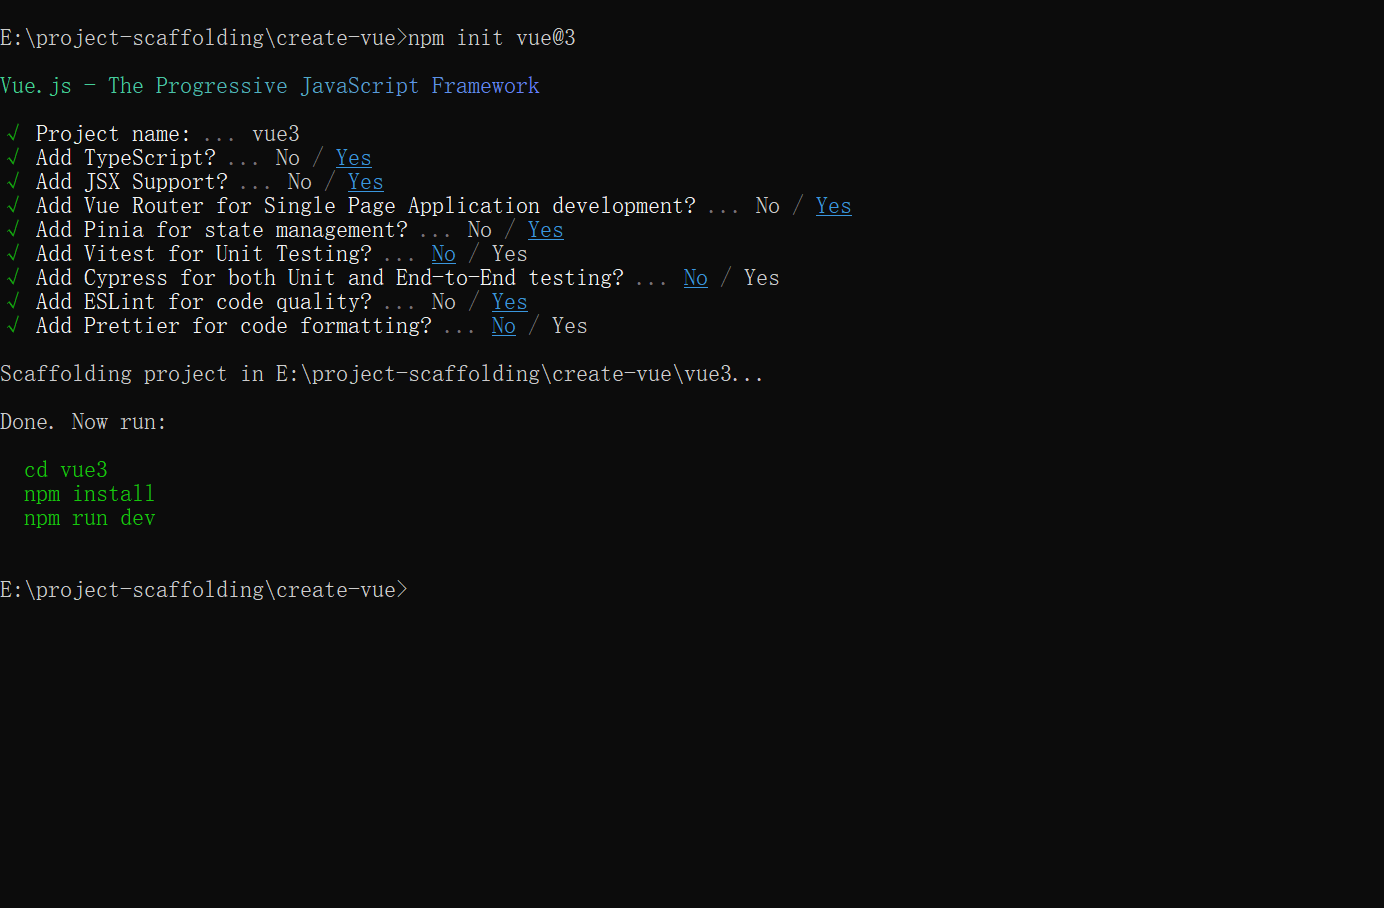 E:\project-scaffolding\create-vue>npm init vue@3
Vue.js - The Progressive JavaScript Framework
√ Project name: ... vue3
√ Add TypeScript? ... No / Yes
√ Add JSX Support? ... No / Yes
√ Add Vue Router for Single Page Application development? ... No / Yes
√ Add Pinia for state management? ... No / Yes
√ Add Vitest for Unit Testing? ... No / Yes
√ Add Cypress for both Unit and End-to-End testing? ... No / Yes
√ Add ESLint for code quality? ... No / Yes
√ Add Prettier for code formatting? ... No / Yes
Scaffolding project in E:\project-scaffolding\create-vue\vue3...
Done. Now run:
cd vue3
npm install
npm run dev
E:\project-scaffolding\create-vue>